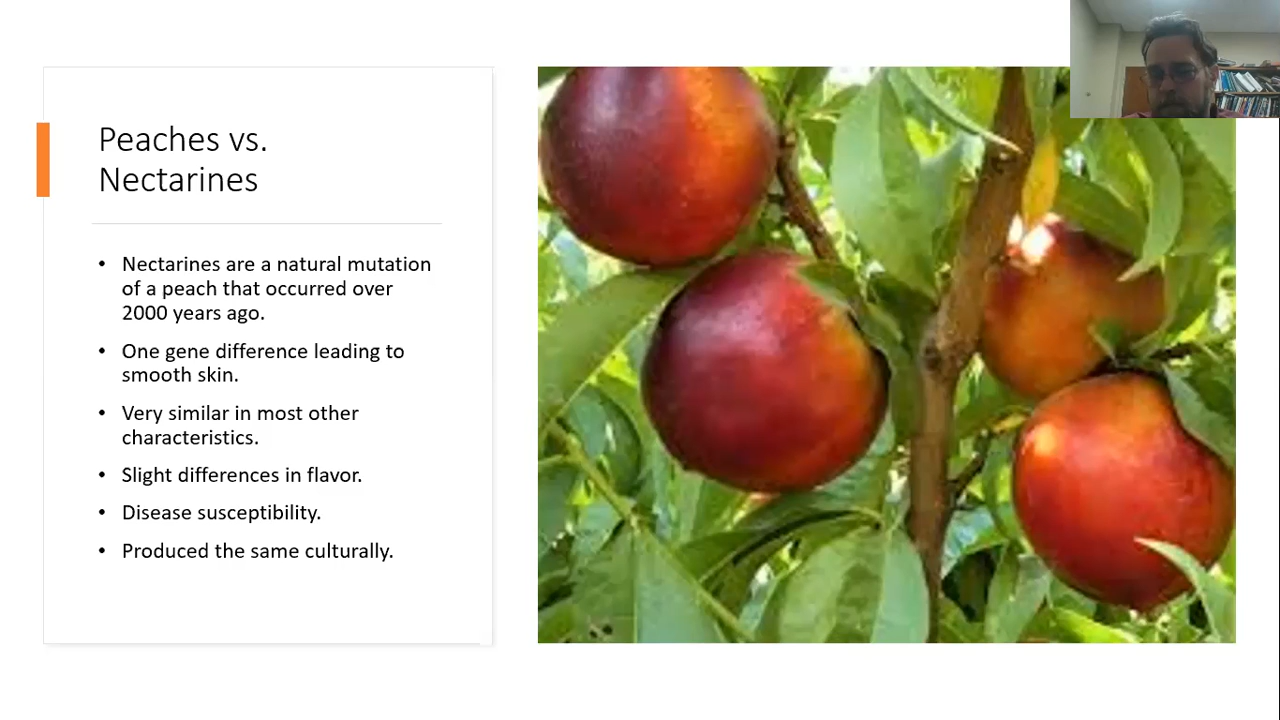 Peaches vs.
Nectarines
• Nectarines are a natural mutation
of a peach that occurred over
2000 years ago.
• One gene difference leading to
smooth skin.
• Very similar in most other
characteristics.
• Slight differences in flavor.
• Disease susceptibility.
• Produced the same culturally.